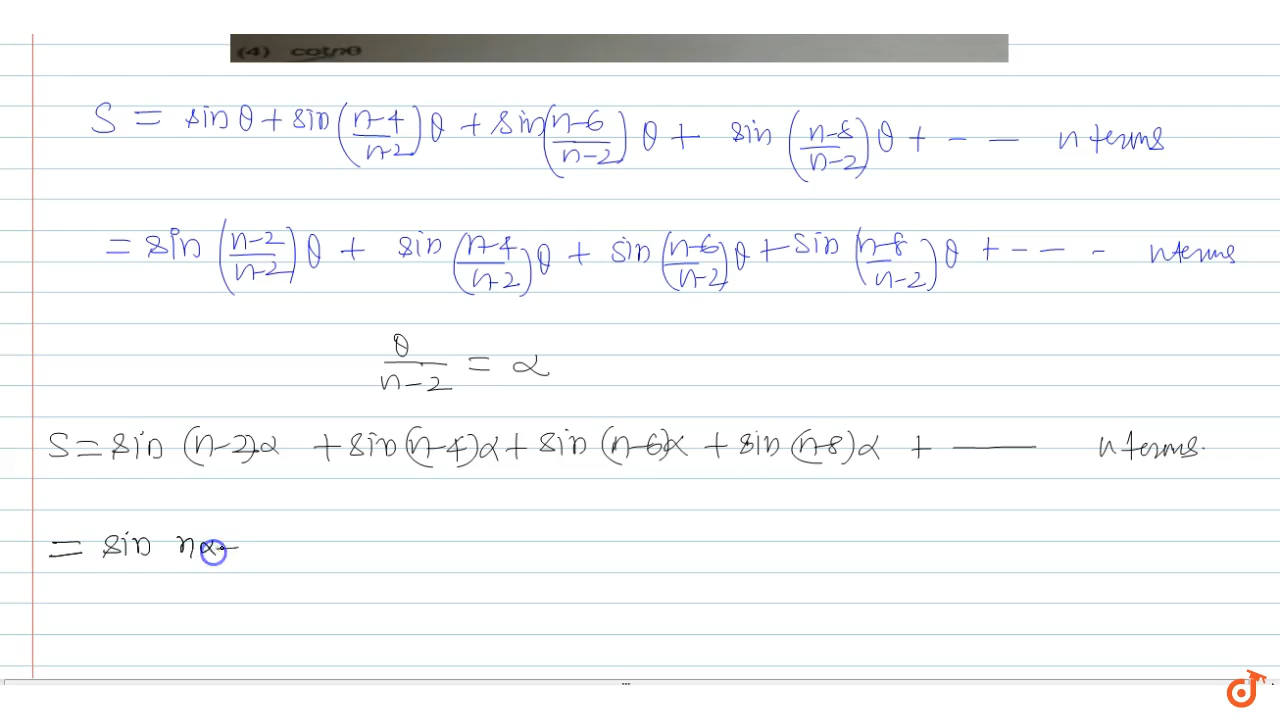 (4) cotnθ
S = sinθ + sin((n-4)/(n-2))θ + sin((n-6)/(n-2))θ + sin((n-8)/(n-2))θ + - - n terms
= sin((n-2)/(n-2))θ + sin((n-4)/(n-2))θ + sin((n-6)/(n-2))θ + sin((n-8)/(n-2))θ + - - - n terms
θ/(n-2) = α
S = sin(n-2)α + sin(n-4)α + sin(n-6)α + sin(n-8)α + —— n terms.
= sin nα-